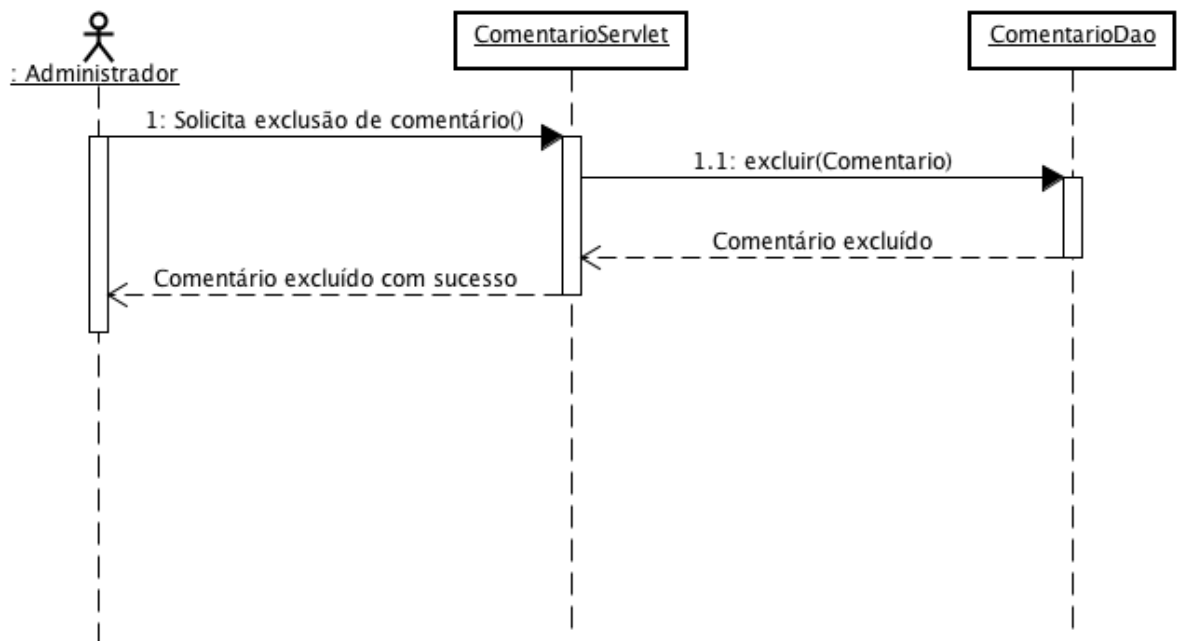 : Administrador
ComentarioServlet
ComentarioDao
1: Solicita exclusão de comentário()
1.1: excluir(Comentario)
Comentário excluído
Comentário excluído com sucesso